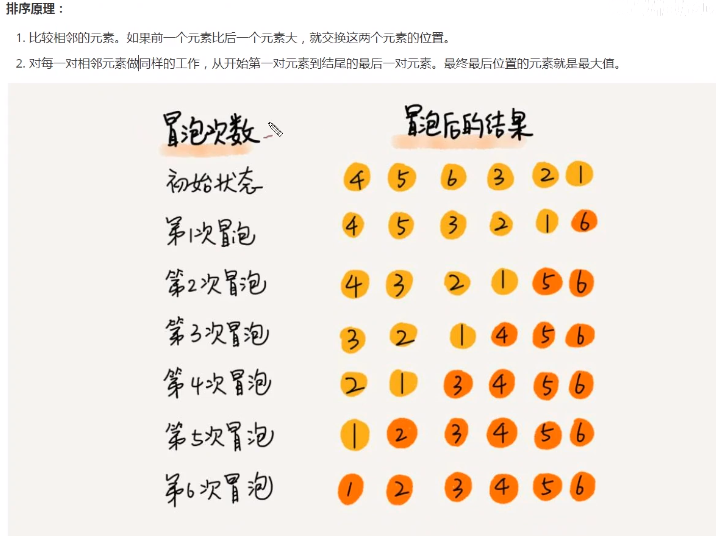 排序原理：
1. 比较相邻的元素。如果前一个元素比后一个元素大，就交换这两个元素的位置。
2. 对每一对相邻元素做同样的工作，从开始第一对元素到结尾的最后一对元素。最终最后位置的元素就是最大值。
冒泡次数 冒泡后的结果
初始状态 4 5 6 3 2 1
第1次冒泡 4 5 3 2 1 6
第2次冒泡 4 3 2 1 5 6
第3次冒泡 3 2 1 4 5 6
第4次冒泡 2 1 3 4 5 6
第5次冒泡 1 2 3 4 5 6
第6次冒泡 1 2 3 4 5 6